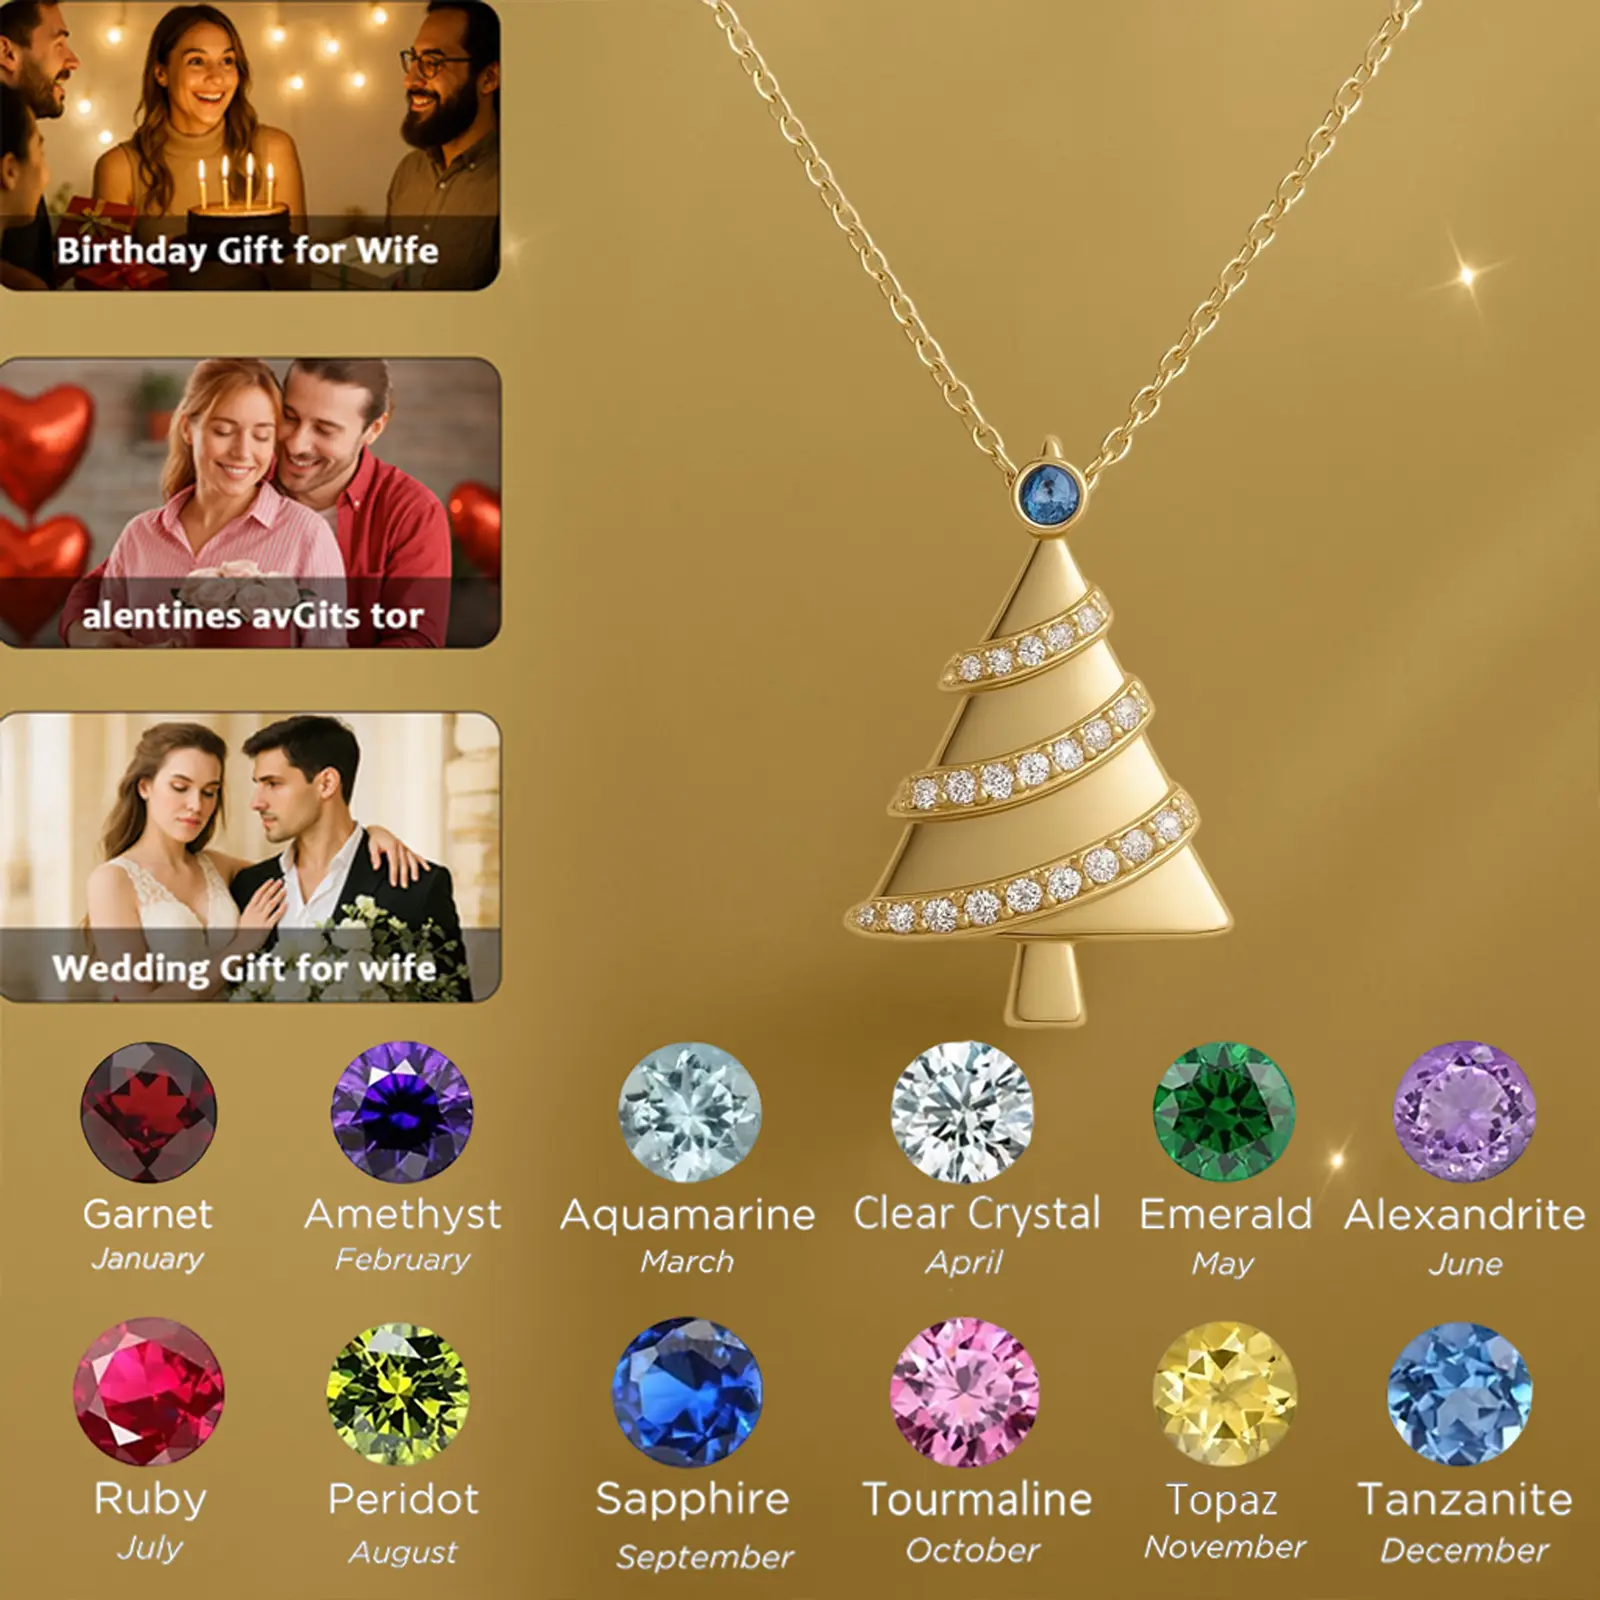 Birthday Gift for Wife
alentines avGits tor
Wedding Gift for wife
Garnet
January
Amethyst
February
Aquamarine
March
Clear Crystal
April
Emerald
May
Alexandrite
June
Ruby
July
Peridot
August
Sapphire
September
Tourmaline
October
Topaz
November
Tanzanite
December